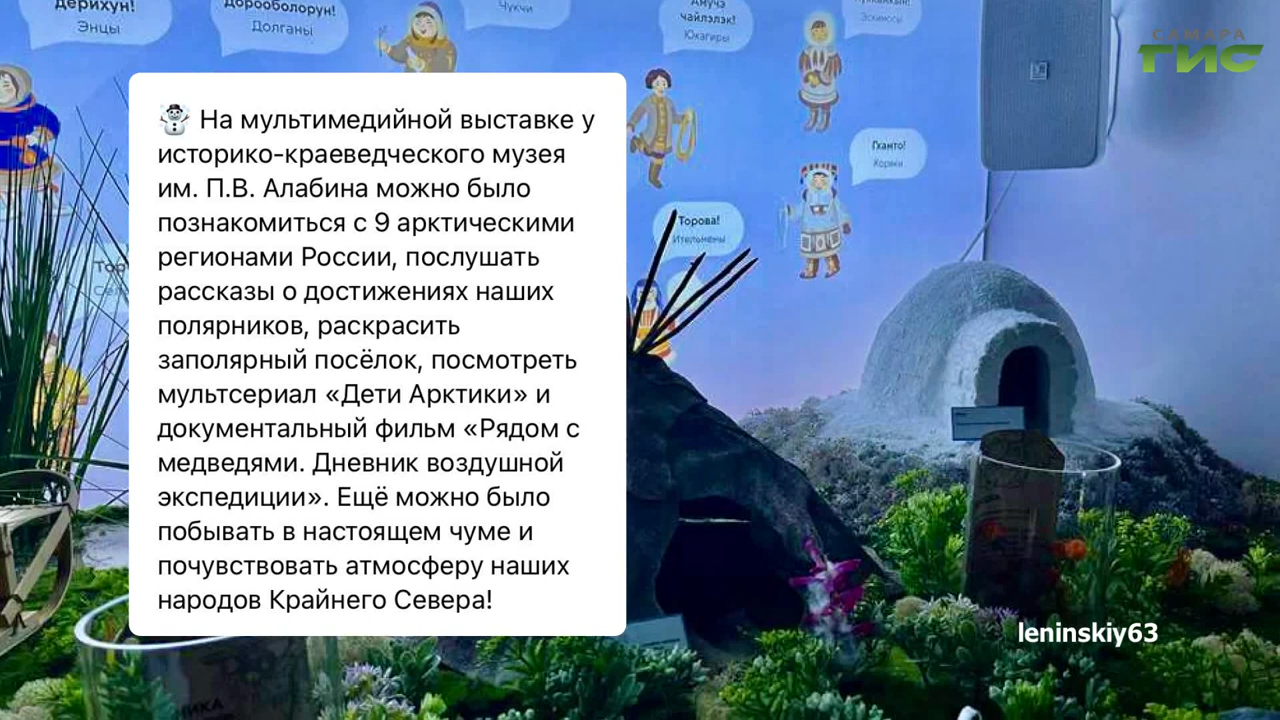 дерихун!
Энцы
дорооболорун!
Долганы
Чукчи
чайлэлэк!
Юкагиры
Эскимосы
САМАРА
ГИС
Гханто!
Коряки
Торова!
Ительмены
⛄ На мультимедийной выставке у
историко-краеведческого музея
им. П.В. Алабина можно было
познакомиться с 9 арктическими
регионами России, послушать
рассказы о достижениях наших
полярников, раскрасить
заполярный посёлок, посмотреть
мультсериал «Дети Арктики» и
документальный фильм «Рядом с
медведями. Дневник воздушной
экспедиции». Ещё можно было
побывать в настоящем чуме и
почувствовать атмосферу наших
народов Крайнего Севера!
leninskiy63